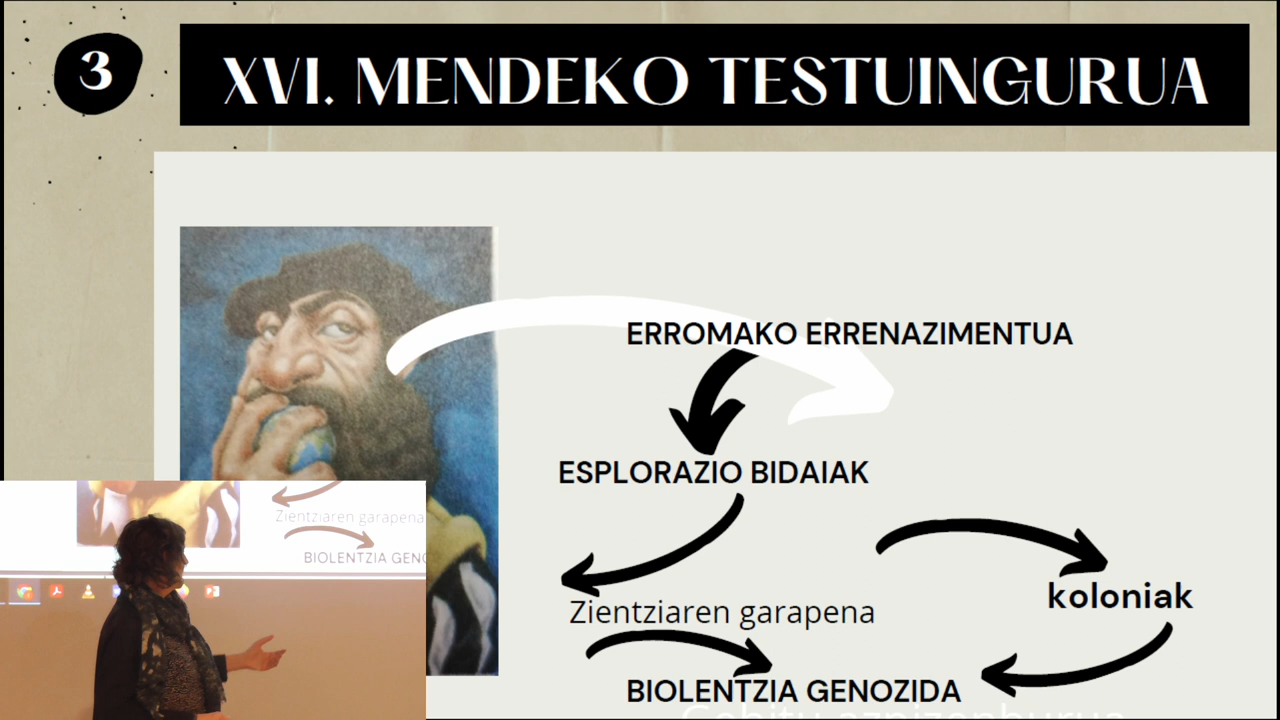 3
XVI. MENDEKO TESTUINGURUA
ERROMAKO ERRENAZIMENTUA
ESPLORAZIO BIDAIAK
koloniak
Zientziaren garapena
BIOLENTZIA GENOZIDA
Zientziaren garapena
BIOLENTZIA GENO